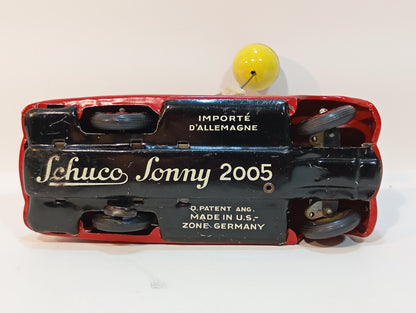 IMPORTÉ
D'ALLEMAGNE
Schuco Sonny 2005
D. PATENT ANG.
MADE IN U.S.-
ZONE GERMANY